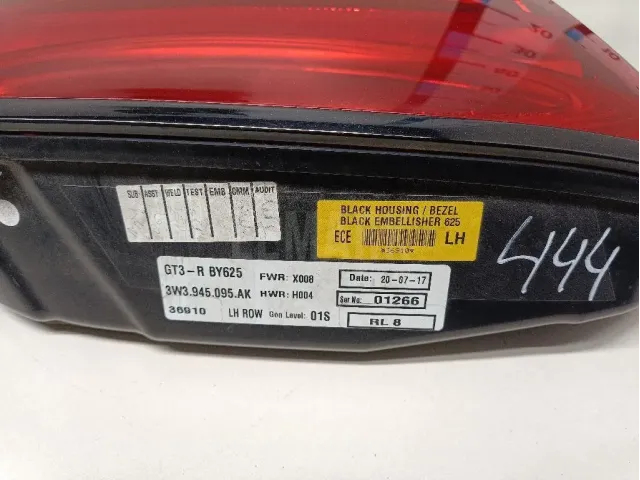 SUB ASSY WELD TEST EMB COMM AUDIT
BLACK HOUSING / BEZEL
BLACK EMBELLISHER 625
ECE LH
*36910*
444
GT3-R BY625 FWR: X008 Date: 20-07-17
3W3.945.095.AK HWR: H004 Ser No: 01266
36910 LH ROW Gen Level: 01S RL 8